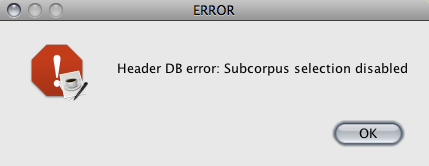 ERROR
Header DB error: Subcorpus selection disabled
OK